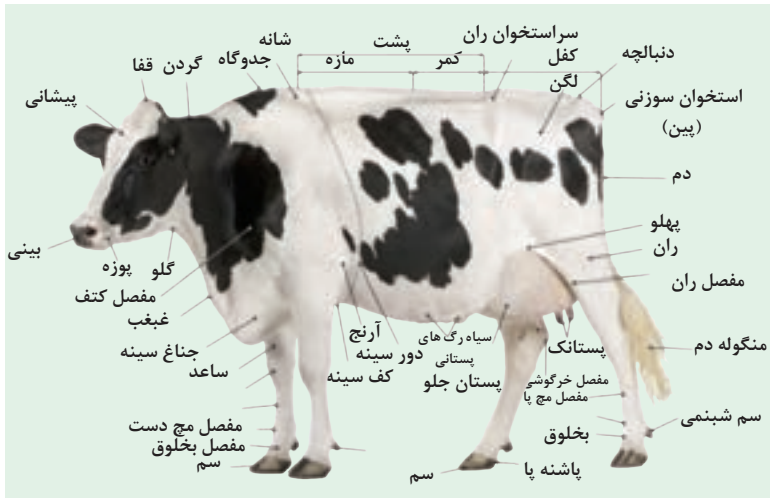 سراستخوان ران
شانه
پشت
دنبالچه
کفل
کمر
مازه
جدوگاه
گردن
قفا
لگن
استخوان سوزنی
(پین)
پیشانی
دم
پهلو
ران
بینی
پوزه
گلو
مفصل ران
مفصل کتف
غبغب
آرنج
سیاه رگ های
پستانی
جناغ سینه
دور سینه
پستانک
منگوله دم
ساعد
کف سینه
پستان جلو
مفصل خرگوشی
مفصل مچ پا
مفصل مچ دست
سم شبنمی
مفصل بخلوق
بخلوق
سم
سم
پاشنه پا